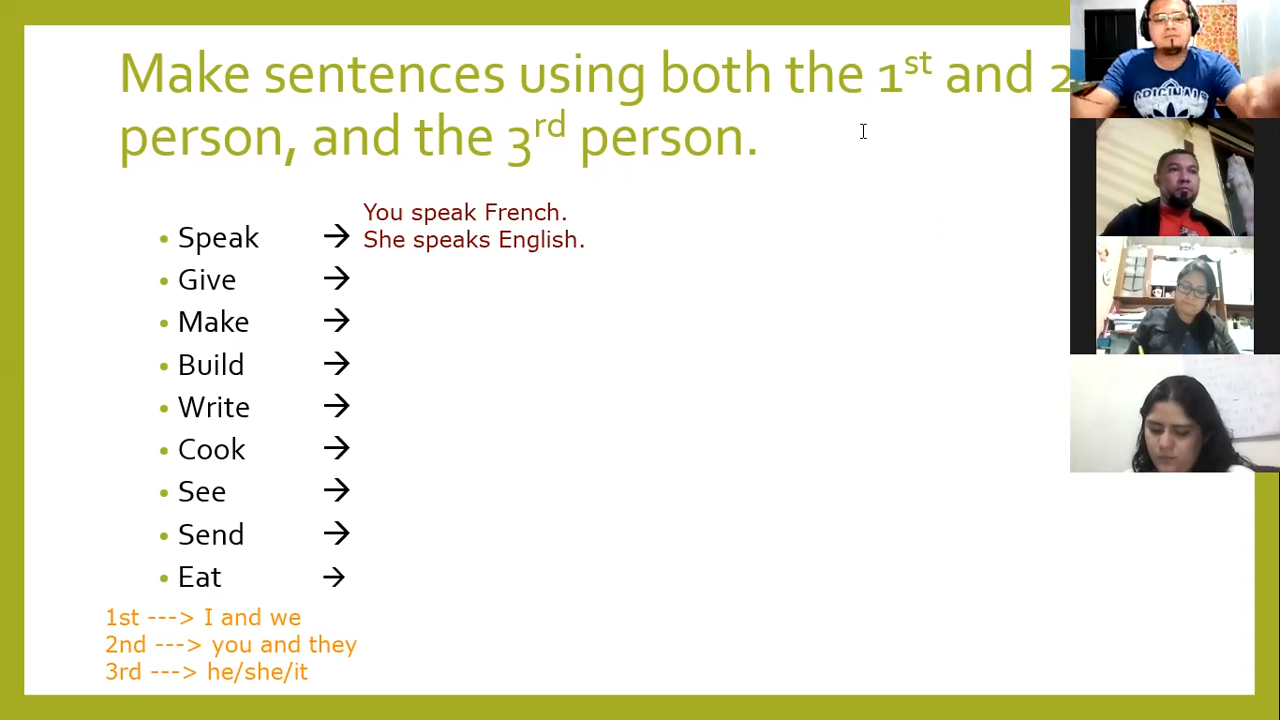 Make sentences using both the 1st and 2
person, and the 3rd person.
You speak French.
• Speak → She speaks English.
• Give →
• Make →
• Build →
• Write →
• Cook →
• See →
• Send →
• Eat →
1st ---> I and we
2nd ---> you and they
3rd ---> he/she/it
ORIGINALS